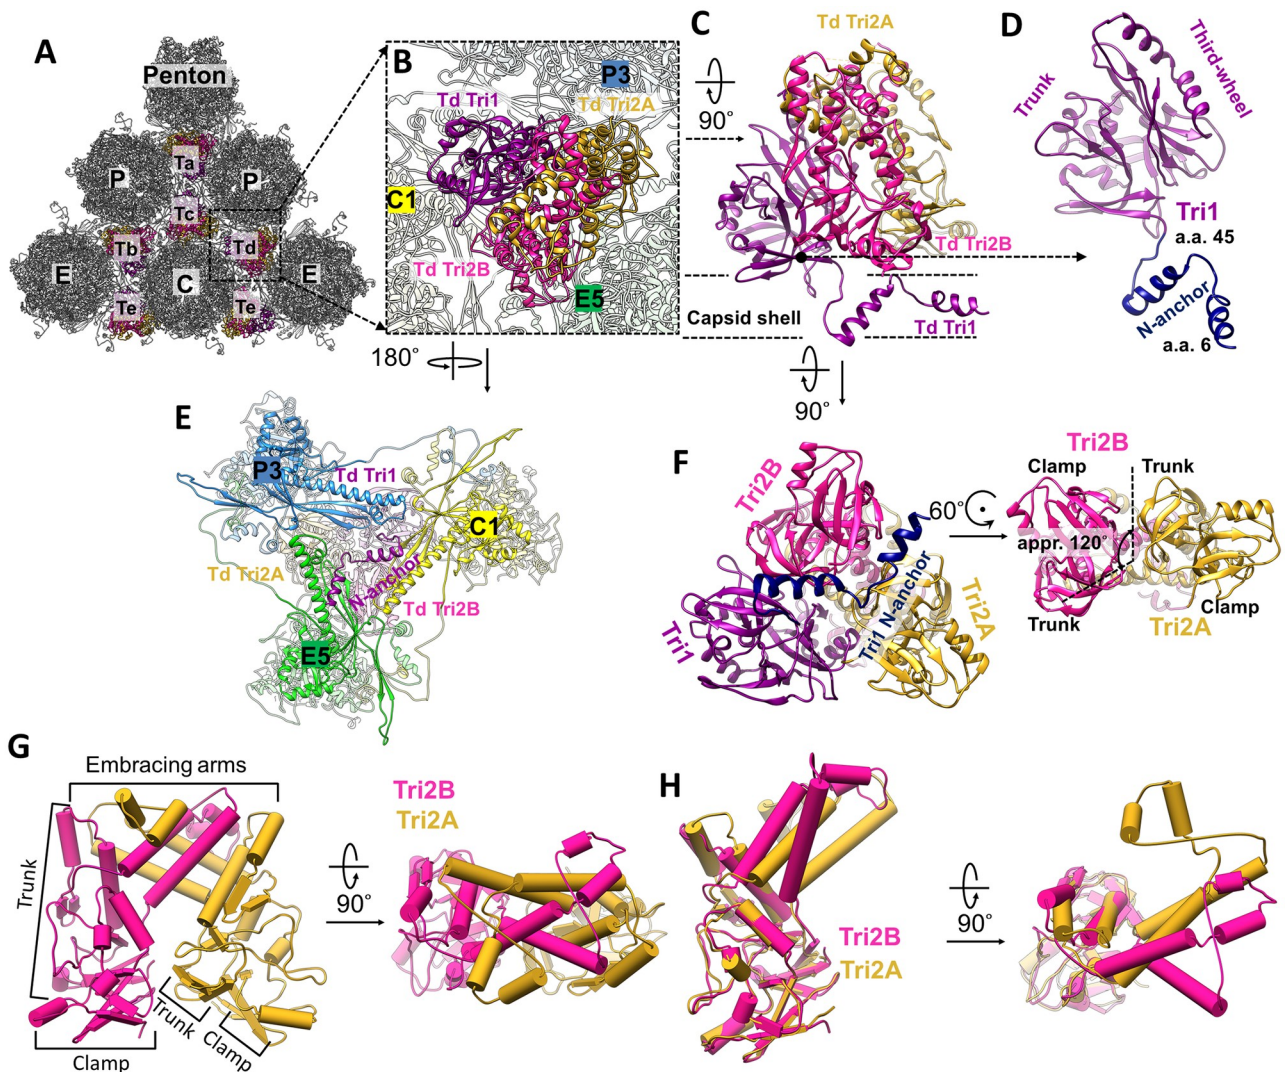 A
Penton
P
P
Ta
Tc
Tb
Td
E
C
E
Te
Te
B
P3
Td Tri1
Td Tri2A
C1
Td Tri2B
E5
90°
C
Td Tri2A
Td Tri2B
Capsid shell
Td Tri1
D
Trunk
Third-wheel
Tri1
a.a. 45
N-anchor
a.a. 6
180°
90°
E
P3
Td Tri1
C1
Td Tri2A
N-anchor
Td Tri2B
E5
F
Tri2B
Tri1
Tri1 N-anchor
Tri2A
60°
Tri2B
Clamp
Trunk
appr. 120°
Trunk
Clamp
Tri2A
G
Embracing arms
Trunk
Trunk
Clamp
Clamp
90°
Tri2B
Tri2A
H
Tri2B
Tri2A
90°